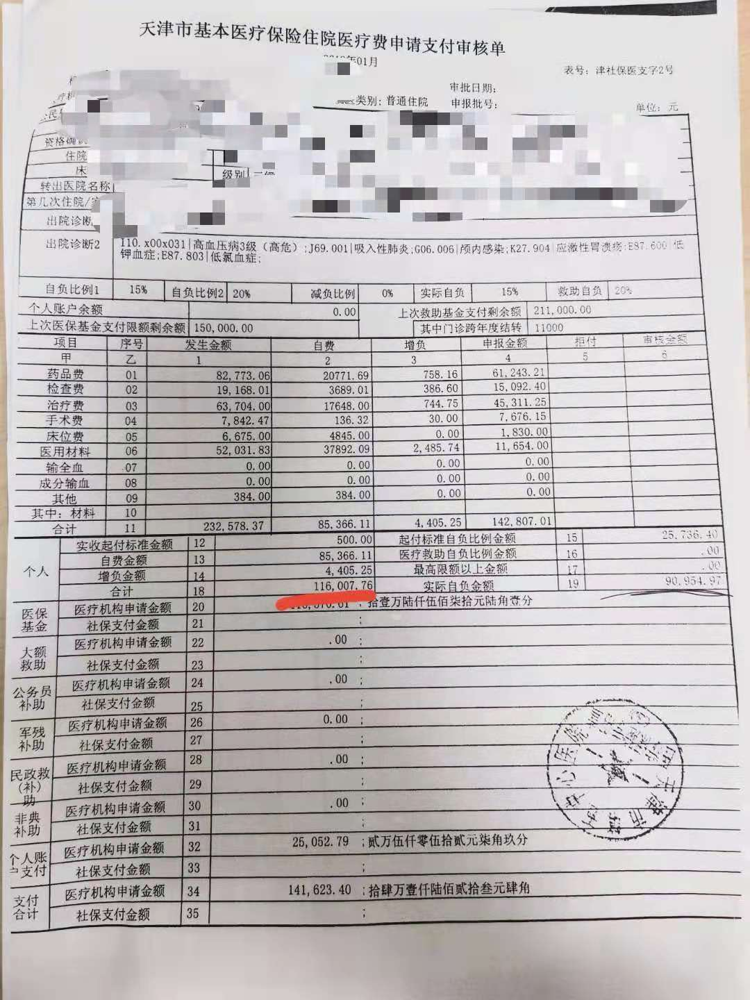 天津市基本医疗保险住院医疗费申请支付审核单
年01月
表号: 津社保医支字2号
审批日期:
类别: 普通住院
申报批号:
单位: 元
资格确认
住院
床
级别
转出医院名称
第几次住院/
出院诊断
出院诊断2 I10.x00x031|高血压病3级（高危）;J69.001|吸入性肺炎;G06.006|颅内感染;K27.904|应激性胃溃疡;E87.600|低
钾血症;E87.803|低氯血症;
自负比例1 15% 自负比例2 20% 减负比例 0% 实际自负 15% 救助自负 20%
个人账户余额 0.00 上次救助基金支付剩余额 211,000.00
上次医保基金支付限额剩余额 150,000.00 其中门诊跨年度结转 11000
项目 序号 发生金额 自费 增负 申报金额 拒付 审核金额
甲 乙 1 2 3 4 5 6
药品费 01 82,773.06 20771.69 758.16 61,243.21
检查费 02 19,168.01 3689.01 386.60 15,092.40
治疗费 03 63,704.00 17648.00 744.75 45,311.25
手术费 04 7,842.47 136.32 30.00 7,676.15
床位费 05 6,675.00 4845.00 0.00 1,830.00
医用材料 06 52,031.83 37892.09 2,485.74 11,654.00
输全血 07 0.00 0.00 0.00 0.00
成分输血 08 0.00 0.00 0.00 0.00
其他 09 384.00 384.00 0.00 0.00
其中: 材料 10
合计 11 232,578.37 85,366.11 4,405.25 142,807.01
个人
实收起付标准金额 12 500.00 起付标准自负比例金额 15 25,736.40
自费金额 13 85,366.11 医疗救助自负比例金额 16 .00
增负金额 14 4,405.25 最高限额以上金额 17 .00
合计 18 116,007.76 实际自负金额 19 90,954.97
医保基金
医疗机构申请金额 20 ;拾壹万陆仟伍佰柒拾元陆角壹分
社保支付金额 21 ;
大额救助
医疗机构申请金额 22 .00 ;
社保支付金额 23 ;
公务员补助
医疗机构申请金额 24 .00 ;
社保支付金额 25 ;
军残补助
医疗机构申请金额 26 0.00 ;
社保支付金额 27 ;
民政救(补)助
医疗机构申请金额 28 .00 ;
社保支付金额 29 ;
非典补助
医疗机构申请金额 30 .00 ;
社保支付金额 31 ;
个人账户支付
医疗机构申请金额 32 25,052.79 ;贰万伍仟零伍拾贰元柒角玖分
社保支付金额 33 ;
支付合计
医疗机构申请金额 34 141,623.40 ;拾肆万壹仟陆佰贰拾叁元肆角
社保支付金额 35 ;